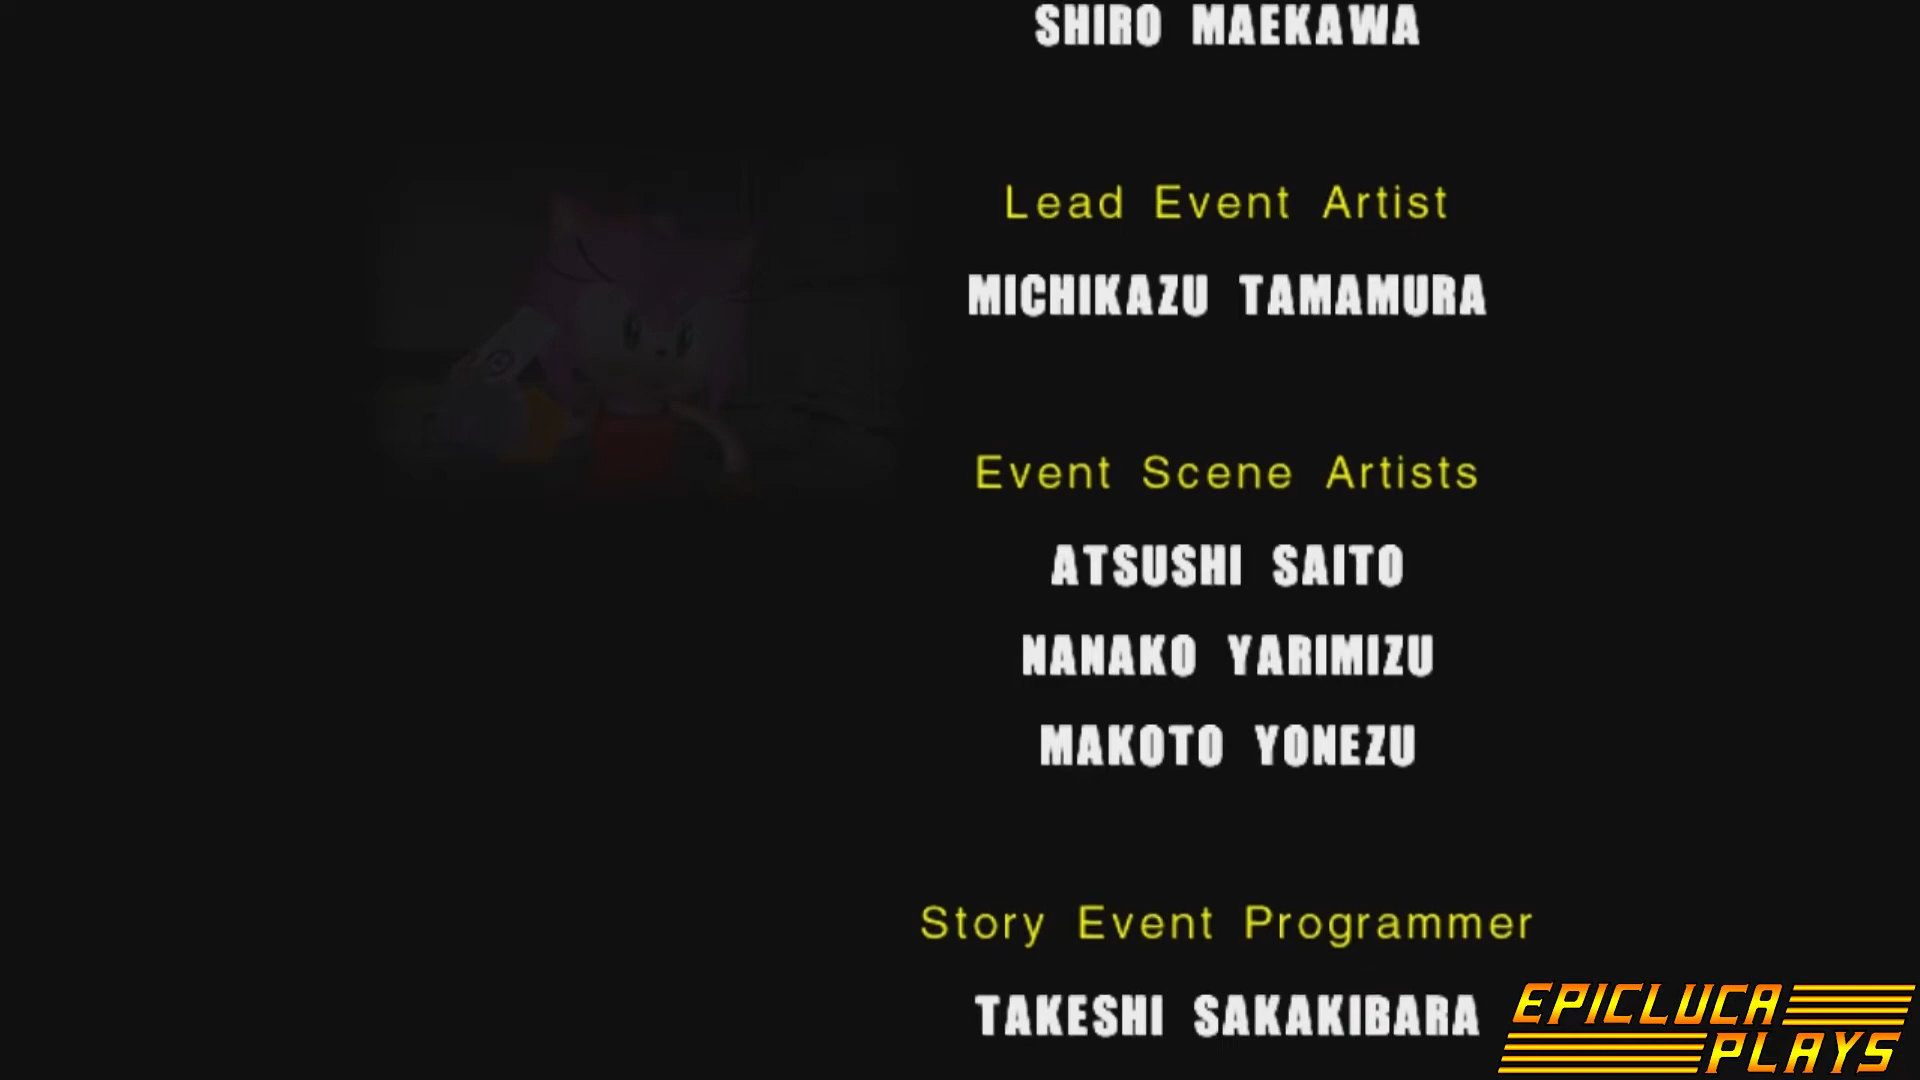 SHIRO MAEKAWA
Lead Event Artist
MICHIKAZU TAMAMURA
Event Scene Artists
ATSUSHI SAITO
NANAKO YARIMIZU
MAKOTO YONEZU
Story Event Programmer
TAKESHI SAKAKIBARA
EPICLUCA
PLAYS